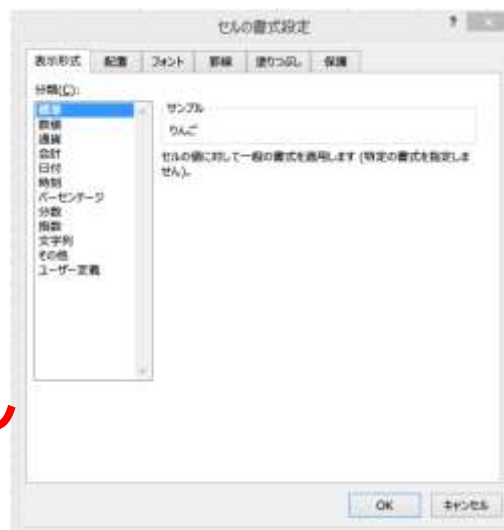 セルの書式設定
?
表示形式 配置 フォント 罫線 塗りつぶし 保護
分類(C):
標準
数値
通貨
会計
日付
時刻
パーセンテージ
分数
指数
文字列
その他
ユーザー定義
サンプル
りんご
セルの値に対して一般の書式を適用します (特定の書式を指定しま
せん)。
OK キャンセル